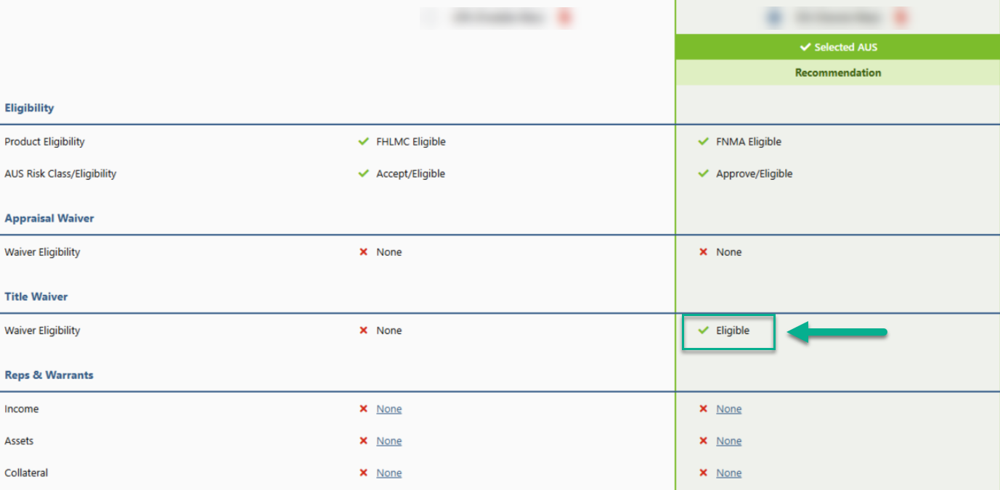 Selected AUS
Recommendation
Eligibility
Product Eligibility FHLMC Eligible FNMA Eligible
AUS Risk Class/Eligibility Accept/Eligible Approve/Eligible
Appraisal Waiver
Waiver Eligibility None None
Title Waiver
Waiver Eligibility None Eligible
Reps & Warrants
Income None None
Assets None None
Collateral None None